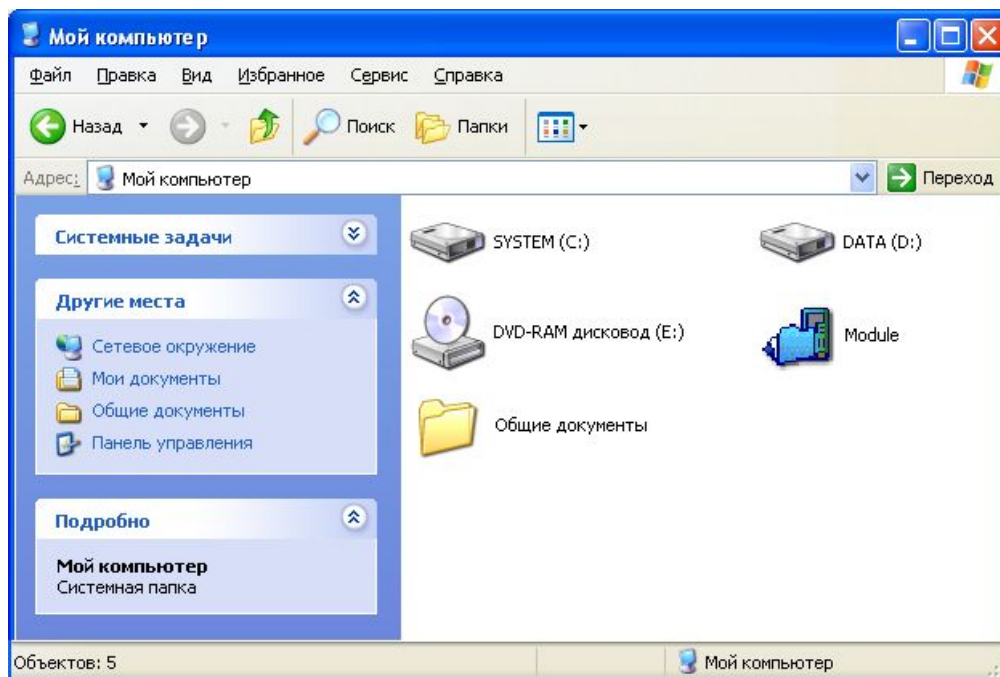 Мой компьютер
Файл Правка Вид Избранное Сервис Справка
Назад Поиск Папки
Адрес: Мой компьютер Переход
Системные задачи
Другие места
Сетевое окружение
Мои документы
Общие документы
Панель управления
Подробно
Мой компьютер
Системная папка
SYSTEM (C:) DATA (D:)
DVD-RAM дисковод (E:) Module
Общие документы
Объектов: 5 Мой компьютер